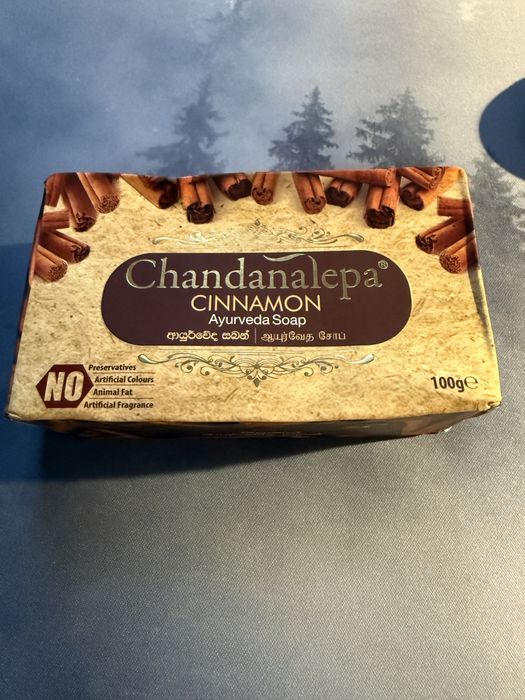 Chandanalepa®
CINNAMON
Ayurveda Soap
ආයුර්වේද සබන් | ஆயுர்வேத சோப்
NO
Preservatives
Artificial Colours
Animal Fat
Artificial Fragrance
100g℮